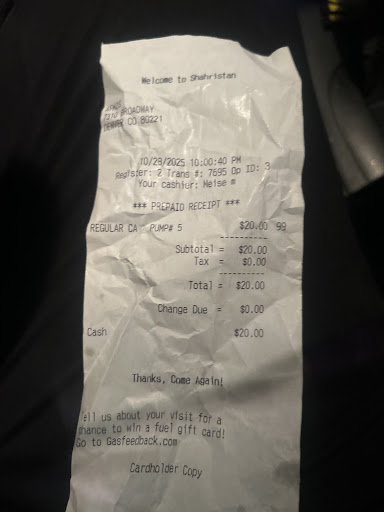 Welcome to Shahristan
7310 BROADWAY
DENVER CO 80221
10/28/2025 10:00:40 PM
Register: 2 Trans #: 7695 Op ID: 3
Your cashier: Meise m
*** PREPAID RECEIPT ***
REGULAR CA PUMP# 5 $20.00 99
Subtotal = $20.00
Tax = $0.00
Total = $20.00
Change Due = $0.00
Cash $20.00
Thanks, Come Again!
ell us about your visit for a
chance to win a fuel gift card!
Go to Gasfeedback.com
Cardholder Copy